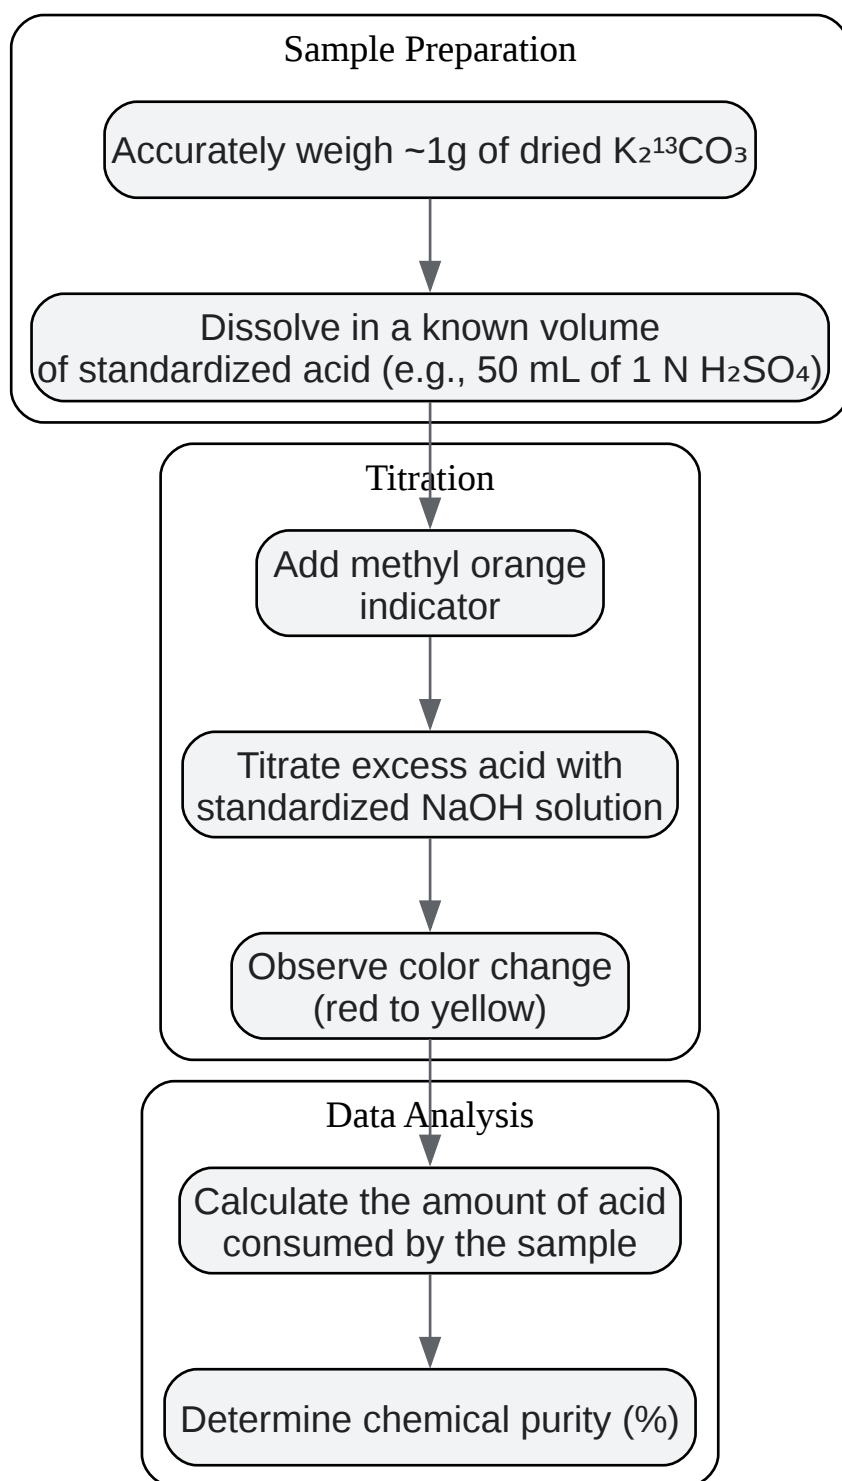 Sample Preparation
Accurately weigh ~1g of dried K₂¹³CO₃
Dissolve in a known volume
of standardized acid (e.g., 50 mL of 1 N H₂SO₄)
Titration
Add methyl orange
indicator
Titrate excess acid with
standardized NaOH solution
Observe color change
(red to yellow)
Data Analysis
Calculate the amount of acid
consumed by the sample
Determine chemical purity (%)